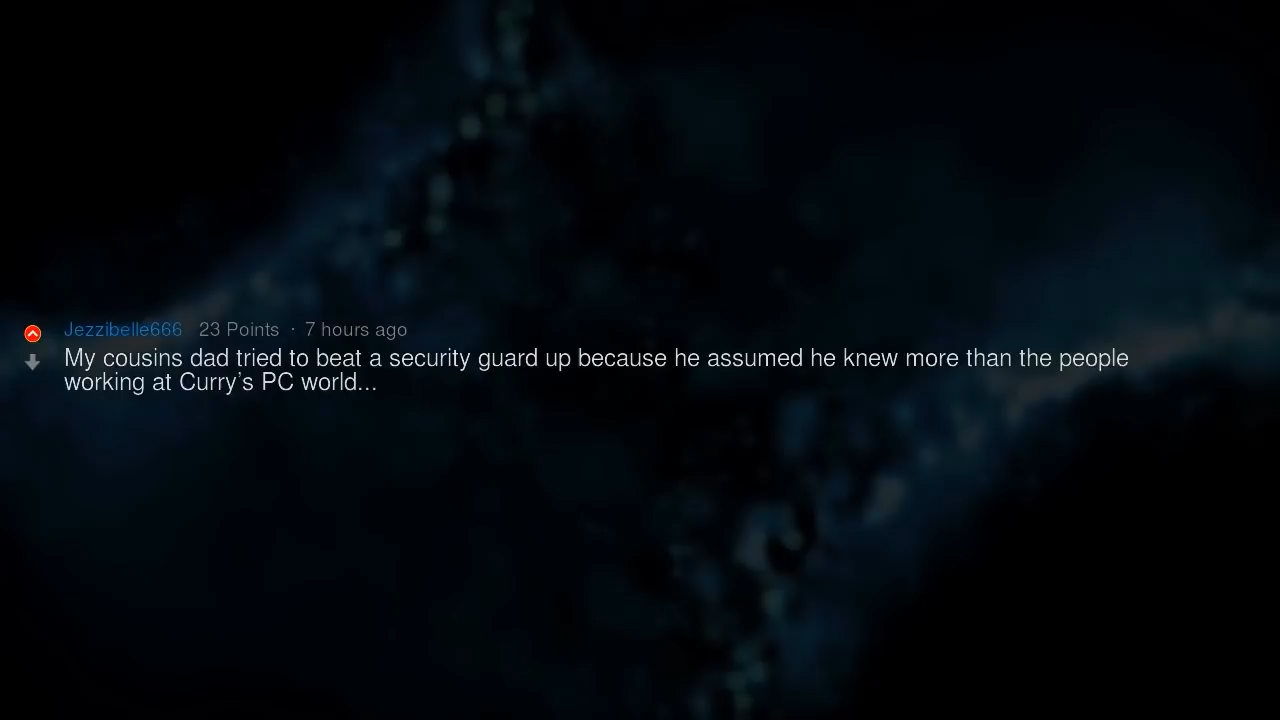 Jezzibelle666 23 Points · 7 hours ago
My cousins dad tried to beat a security guard up because he assumed he knew more than the people
working at Curry's PC world...